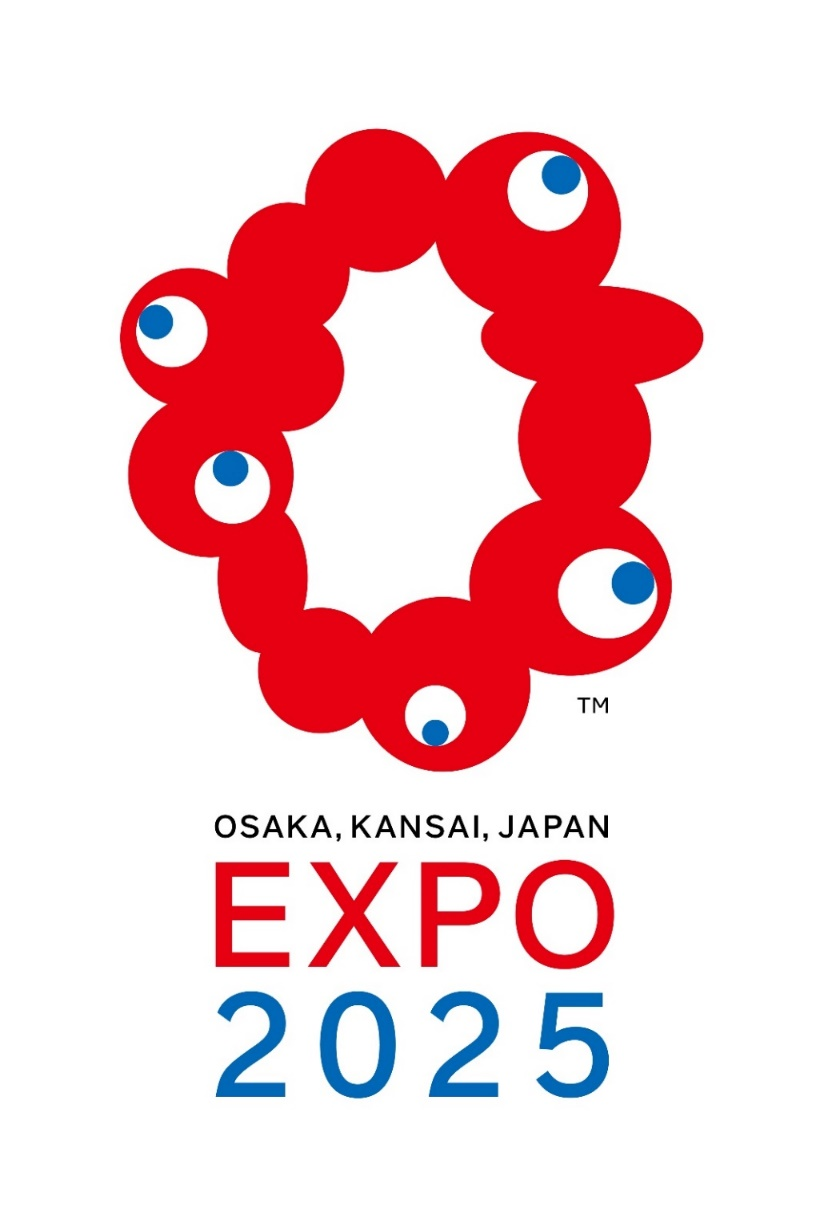 TM
OSAKA, KANSAI, JAPAN
EXPO
2025